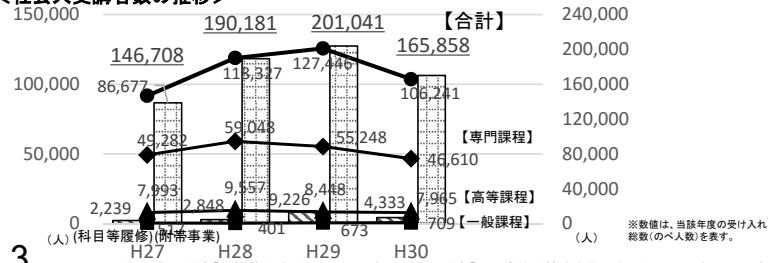 ＜社会人受講者数の推移＞
150,000 190,181 201,041 【合計】 240,000
146,708 165,858 200,000
86,677 118,327 127,446 106,241
100,000 160,000
120,000
49,282 59,048 55,248 46,610 【専門課程】
50,000 80,000
7,993 9,557 8,448 7,965 【高等課程】
40,000
2,239 2,848 9,226 4,333
0 517 401 673 709 【一般課程】 0
(人) (科目等履修)(附帯事業) (人)
H27 H28 H29 H30
※数値は、当該年度の受け入れ
総数(のべ人数)を表す。
3